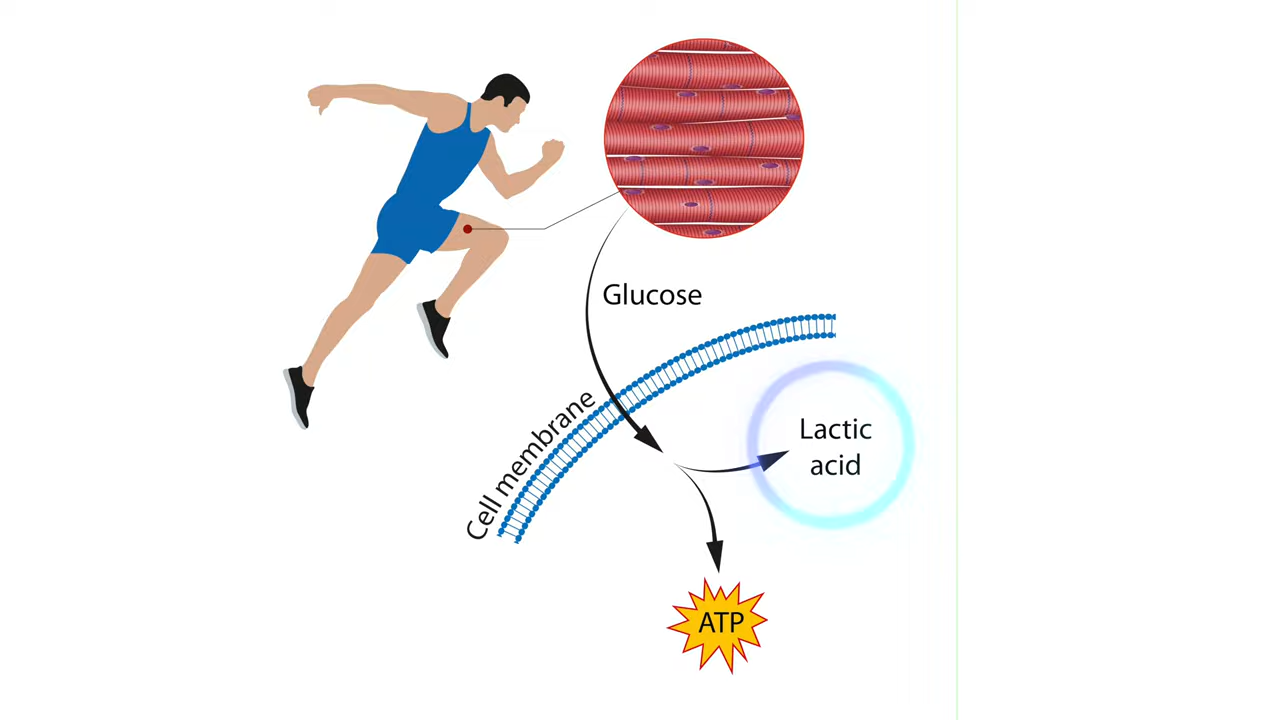 Glucose
Cell membrane
Lactic
acid
ATP